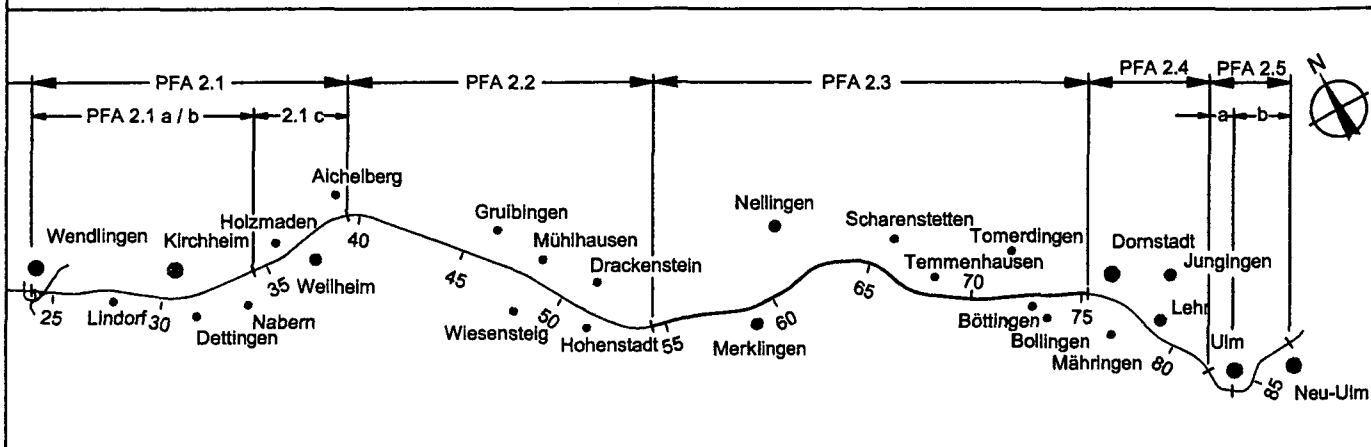 PFA 2.1
PFA 2.2
PFA 2.3
PFA 2.4
PFA 2.5
N
PFA 2.1 a / b
2.1 c
a
b
Aichelberg
Wendlingen
Kirchheim
Holzmaden
Weilheim
Lindorf
Dettingen
Nabern
25
30
35
40
Gruibingen
Mühlhausen
Drackenstein
Wiesensteig
Hohenstadt
45
50
55
Nellingen
Merklingen
60
Scharenstetten
Temmenhausen
65
70
Tomerdingen
Böttingen
Bollingen
Mähringen
75
Dornstadt
Jungingen
Lehr
80
Ulm
85
Neu-Ulm